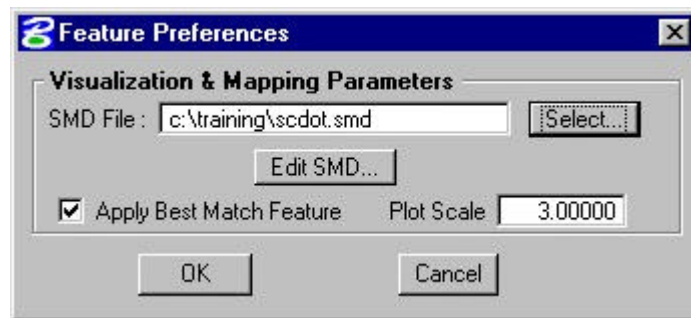 Feature Preferences
Visualization & Mapping Parameters
SMD File : c:\training\scdot.smd Select...
Edit SMD...
Apply Best Match Feature Plot Scale 3.00000
OK Cancel